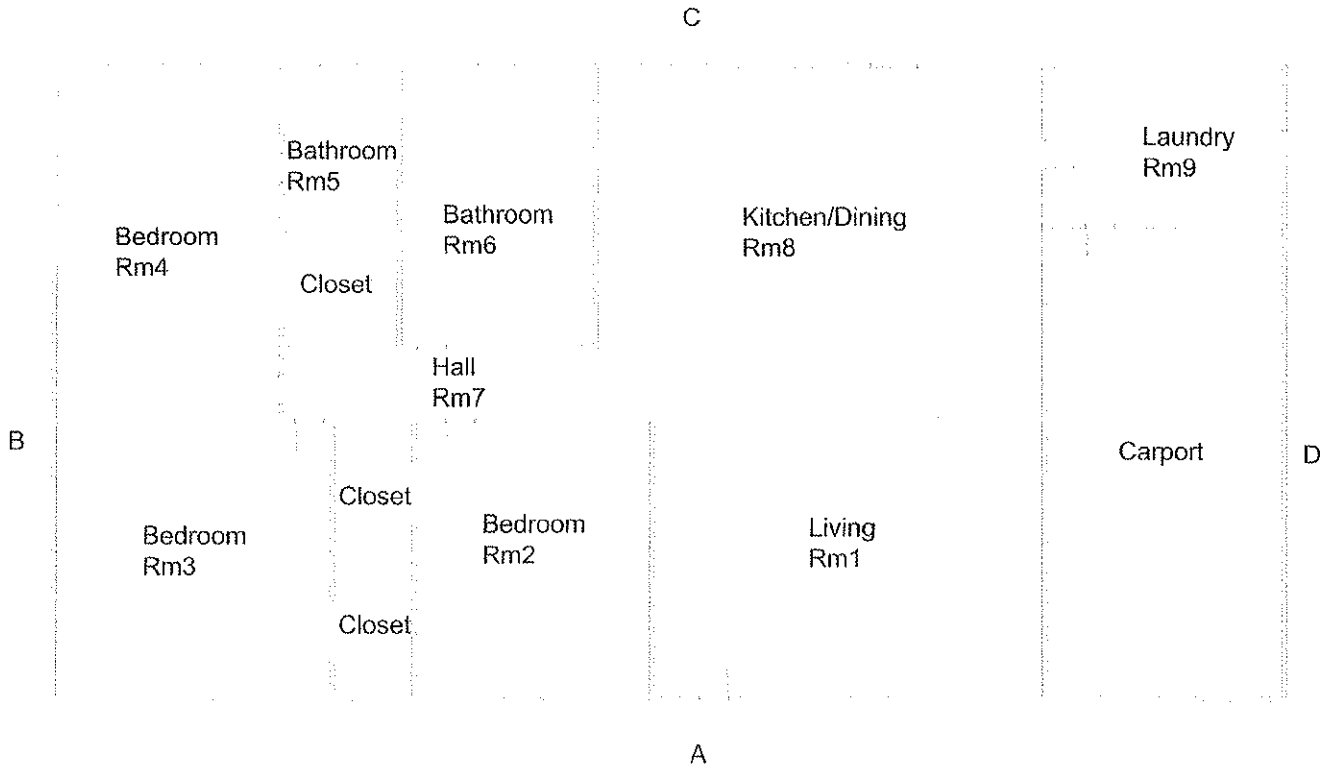 C
Bathroom
Rm5
Laundry
Rm9
Bedroom
Rm4
Bathroom
Rm6
Kitchen/Dining
Rm8
Closet
Hall
Rm7
B
Carport
D
Closet
Bedroom
Rm3
Bedroom
Rm2
Living
Rm1
Closet
A